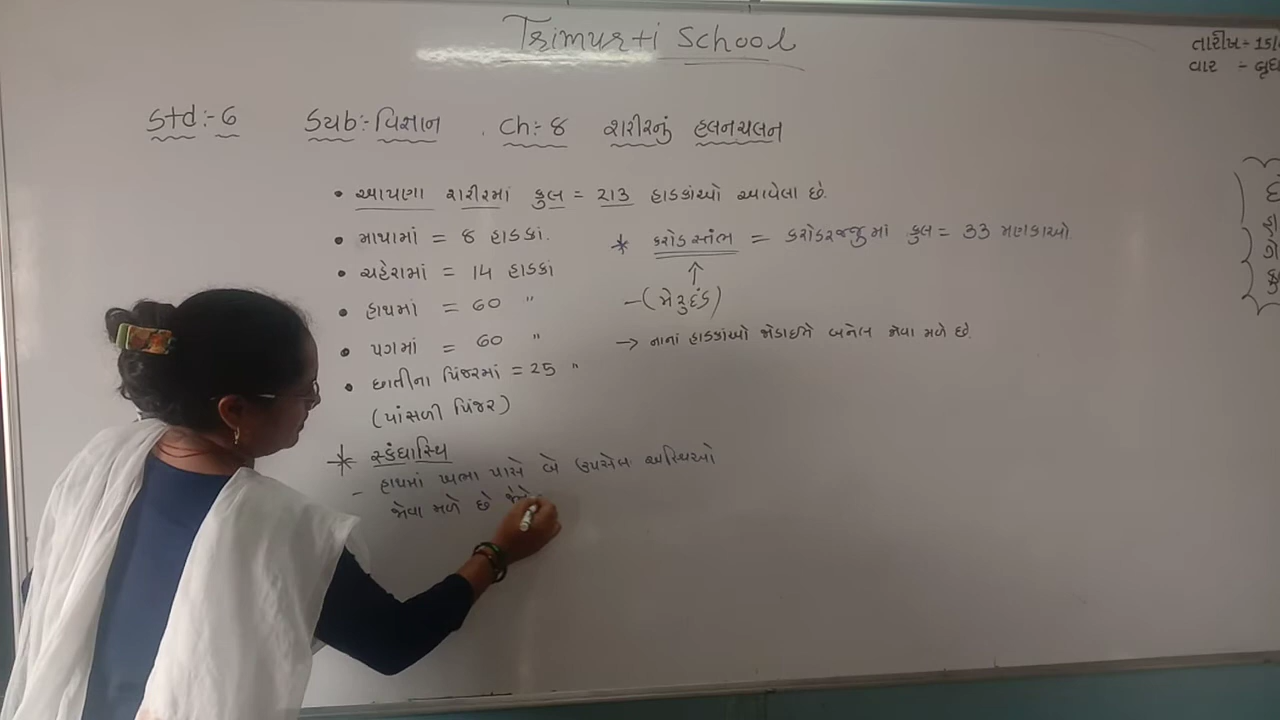 Trimurti School
તારીખ÷ 15/
વાર ÷ બુધ
Std:- 6 Sub:- વિજ્ઞાન . Ch:- 8 શરીરનું હલનચલન
• આપણા શરીરમાં કુલ = 213 હાડકાંઓ આવેલા છે.
• માથામાં = 8 હાડકાં.
* કરોડસ્તંભ = કરોડરજ્જુમાં કુલ = 33 મણકાઓ.
• ચહેરામાં = 14 હાડકાં
-(મેરુદંડ)
• હાથમાં = 60 "
• પગમાં = 60 "
→ નાનાં હાડકાંઓ જોડાઈને બનેલ જોવા મળે છે.
• છાતીના પિંજરમાં = 25 "
(પાંસળી પિંજર)
* સ્કંધાસ્થિ
- હાથમાં ખભા પાસે બે ઉપસેલ અસ્થિઓ
જોવા મળે છે જેને